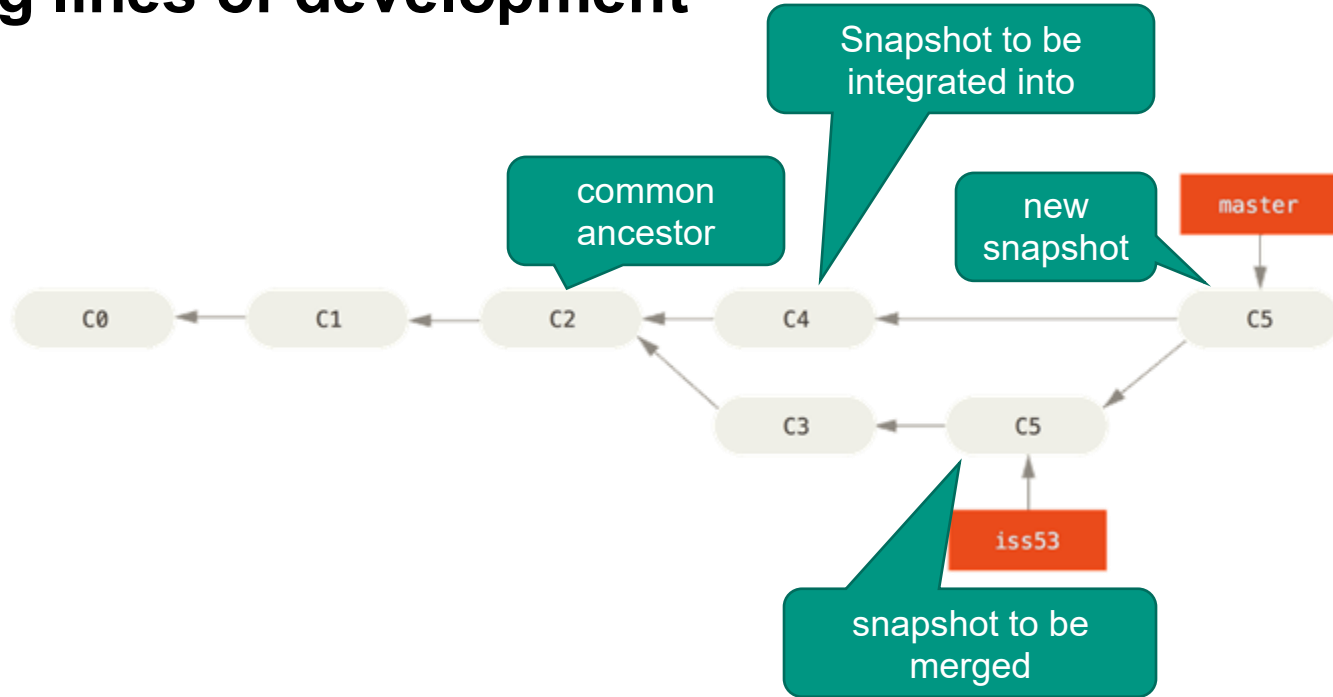 g lines of development
Snapshot to be
integrated into
common
ancestor
new
snapshot
master
C0
C1
C2
C4
C5
C3
C5
iss53
snapshot to be
merged